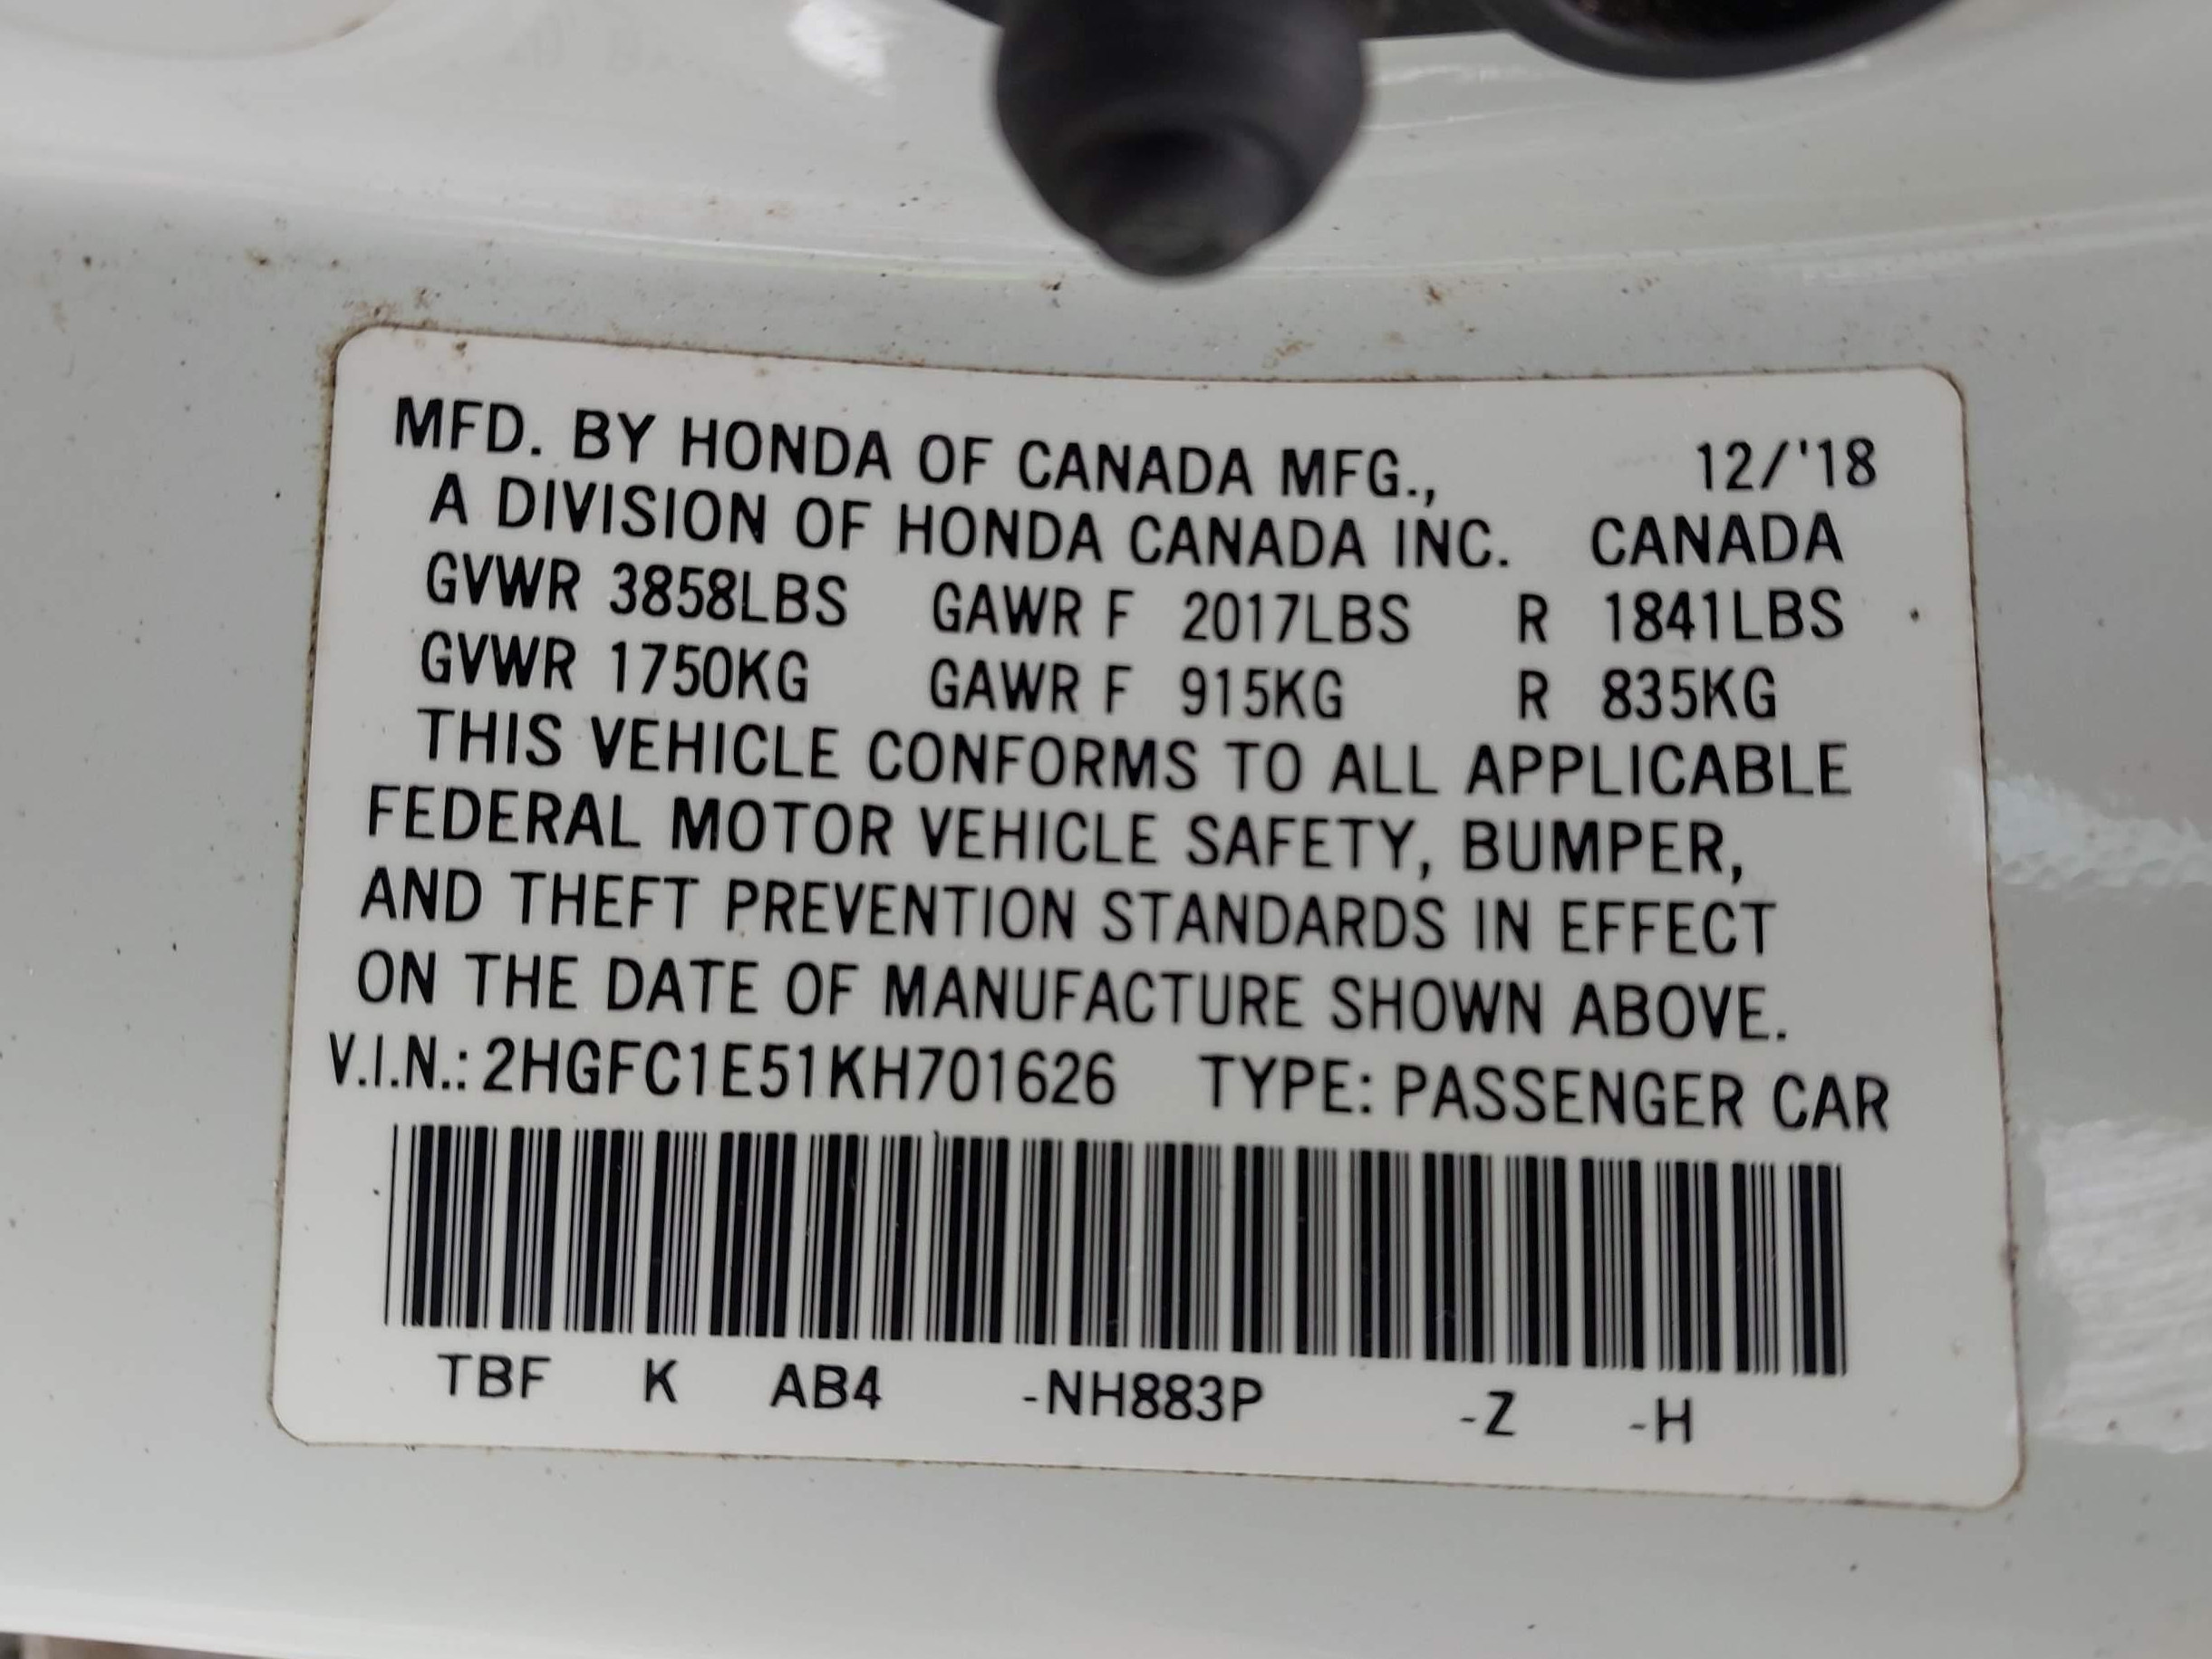 MFD. BY HONDA OF CANADA MFG., 12/'18
A DIVISION OF HONDA CANADA INC. CANADA
GVWR 3858LBS GAWR F 2017LBS R 1841LBS
GVWR 1750KG GAWR F 915KG R 835KG
THIS VEHICLE CONFORMS TO ALL APPLICABLE
FEDERAL MOTOR VEHICLE SAFETY, BUMPER,
AND THEFT PREVENTION STANDARDS IN EFFECT
ON THE DATE OF MANUFACTURE SHOWN ABOVE.
V.I.N.: 2HGFC1E51KH701626 TYPE: PASSENGER CAR
TBF K AB4 -NH883P -Z -H